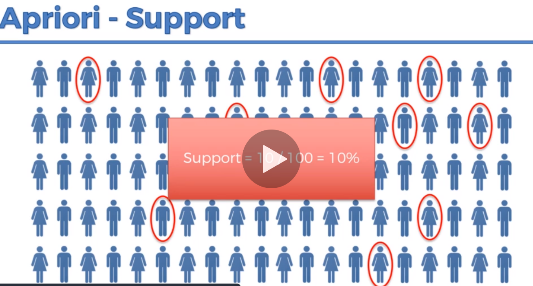 Apriori - Support
Support = 10/100 = 10%